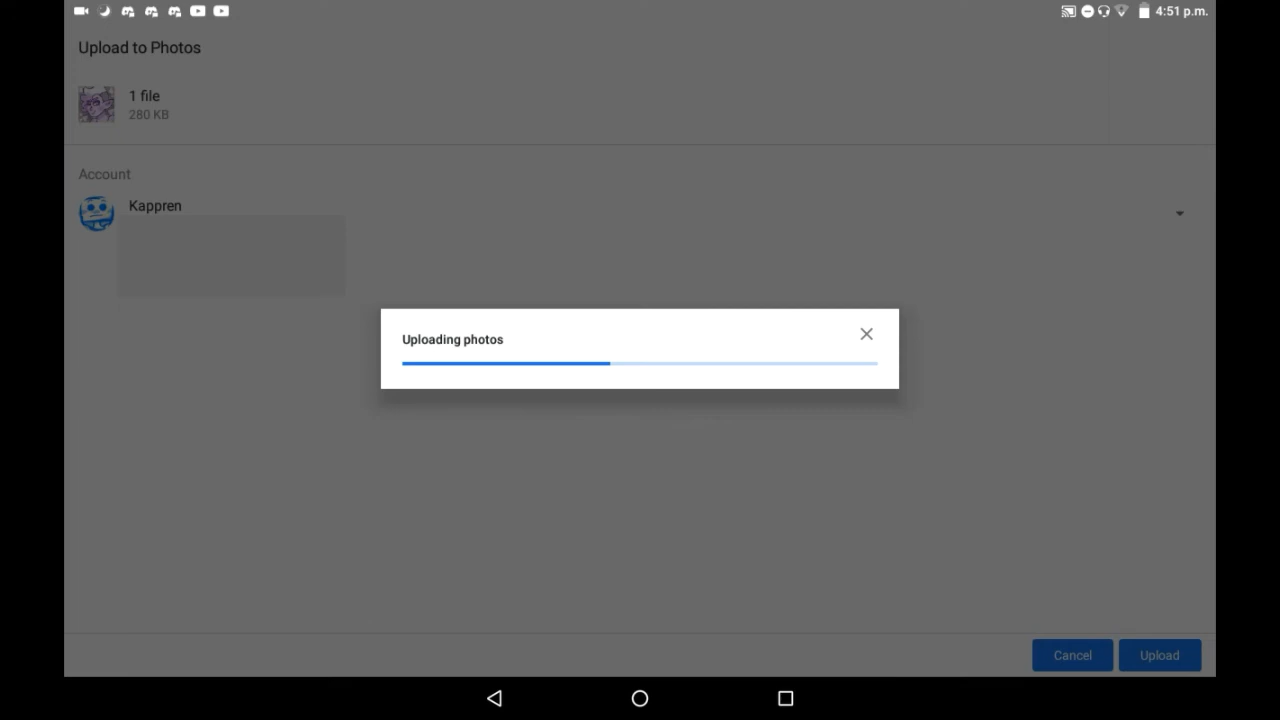 4:51 p.m.
Upload to Photos
1 file
280 KB
Account
Kappren
Uploading photos
Cancel
Upload